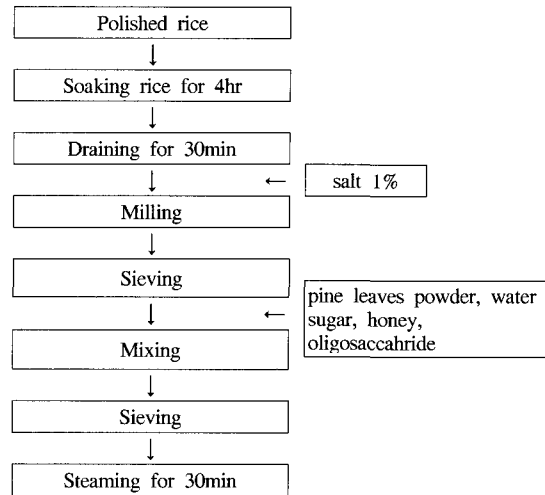 Polished rice
Soaking rice for 4hr
Draining for 30min
salt 1%
Milling
Sieving
pine leaves powder, water
sugar, honey,
oligosaccahride
Mixing
Sieving
Steaming for 30min